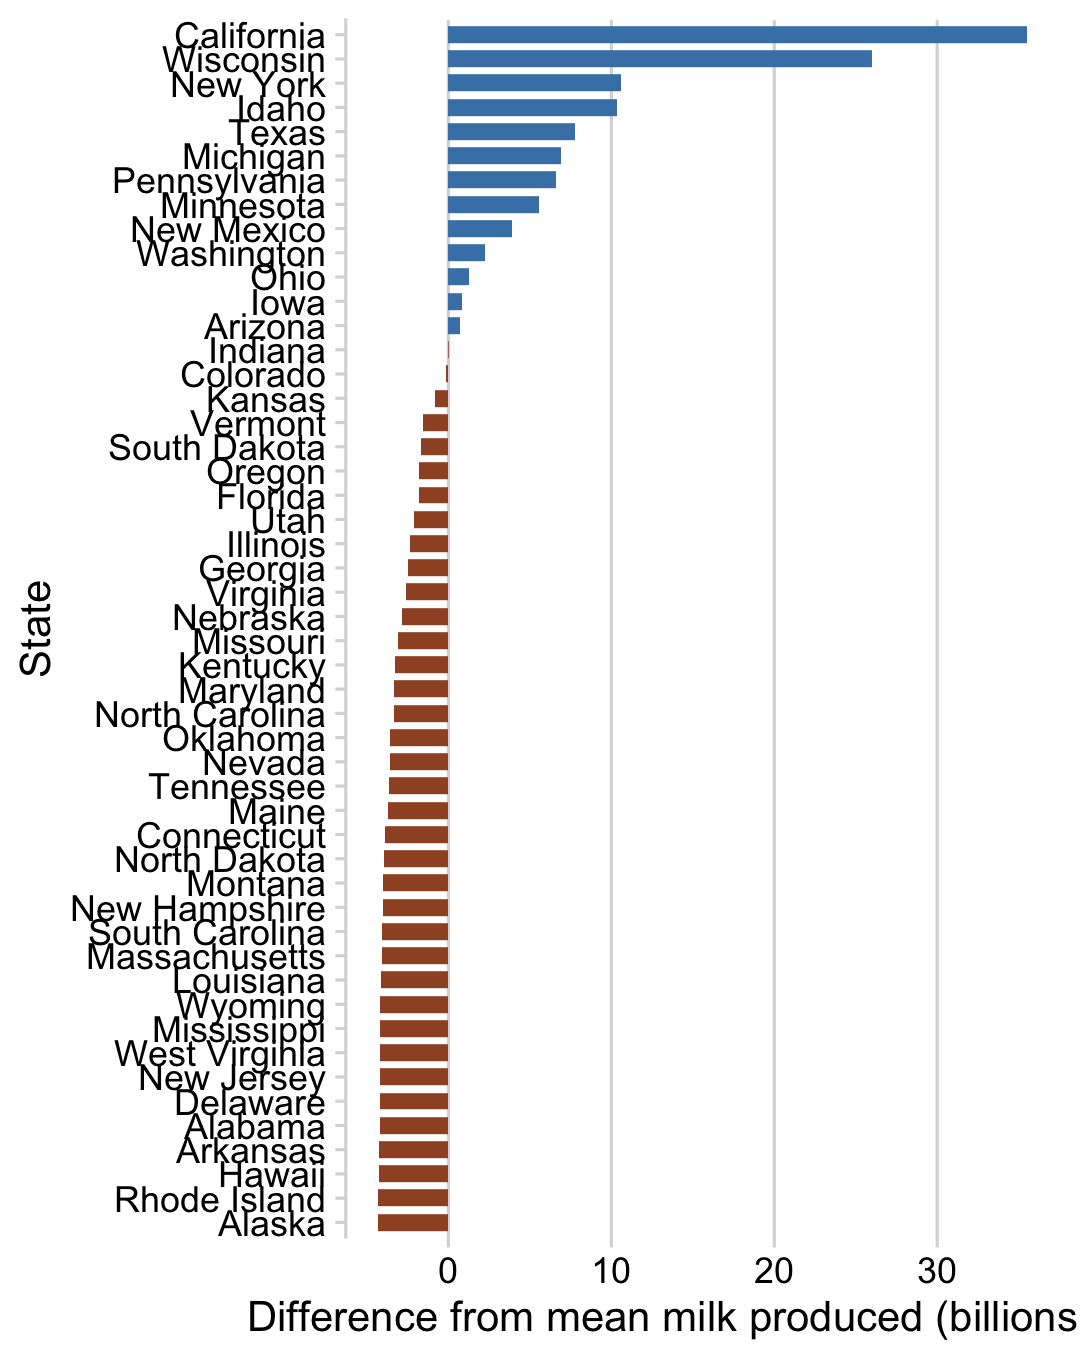 California
Wisconsin
New York
Idaho
Texas
Michigan
Pennsylvania
Minnesota
New Mexico
Washington
Ohio
Iowa
Arizona
Indiana
Colorado
Kansas
Vermont
South Dakota
Oregon
Florida
Utah
Illinois
Georgia
Virginia
Nebraska
Missouri
Kentucky
Maryland
North Carolina
Oklahoma
Nevada
Tennessee
Maine
Connecticut
North Dakota
Montana
New Hampshire
South Carolina
Massachusetts
Louisiana
Wyoming
Mississippi
West Virginia
New Jersey
Delaware
Alabama
Arkansas
Hawaii
Rhode Island
Alaska
State
0 10 20 30
Difference from mean milk produced (billions